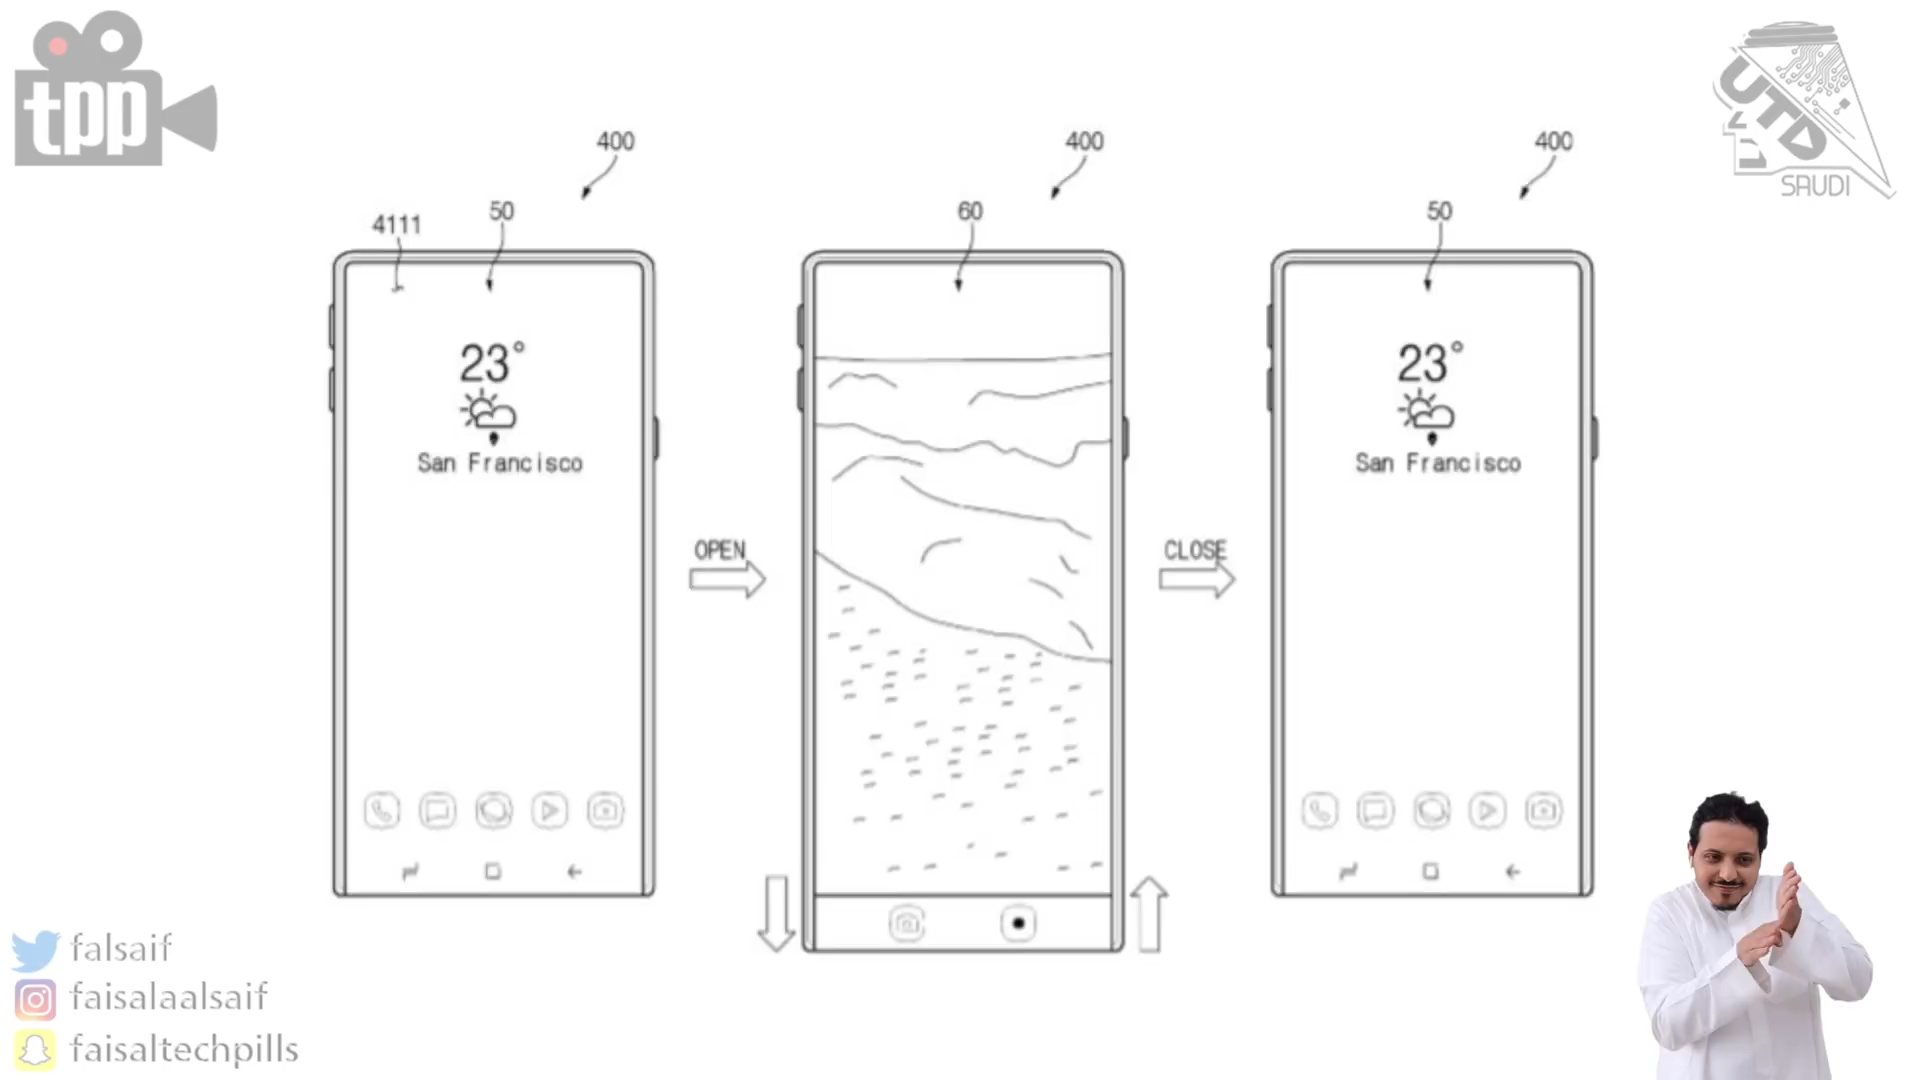 tpp
UTD
SAUDI
400
400
400
4111
50
60
50
23°
San Francisco
23°
San Francisco
OPEN
CLOSE
falsaif
faisalaalsaif
faisaltechpills